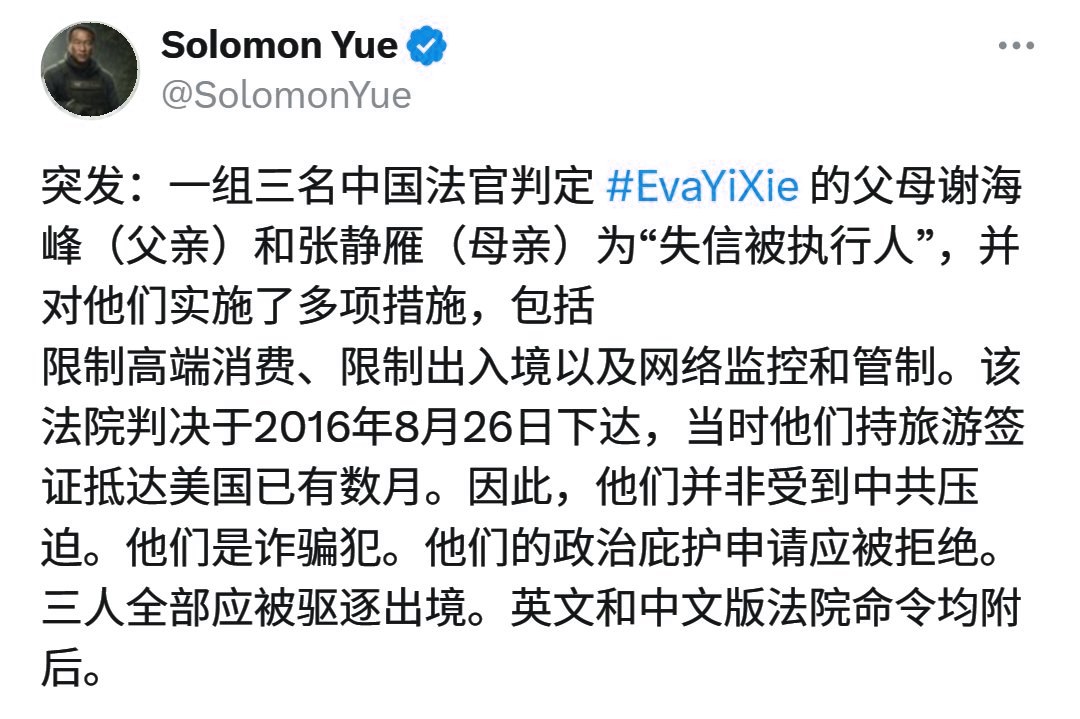 Solomon Yue
@SolomonYue
突发：一组三名中国法官判定 #EvaYiXie 的父母谢海
峰（父亲）和张静雁（母亲）为“失信被执行人”，并
对他们实施了多项措施，包括
限制高端消费、限制出入境以及网络监控和管制。该
法院判决于2016年8月26日下达，当时他们持旅游签
证抵达美国已有数月。因此，他们并非受到中共压
迫。他们是诈骗犯。他们的政治庇护申请应被拒绝。
三人全部应被驱逐出境。英文和中文版法院命令均附
后。